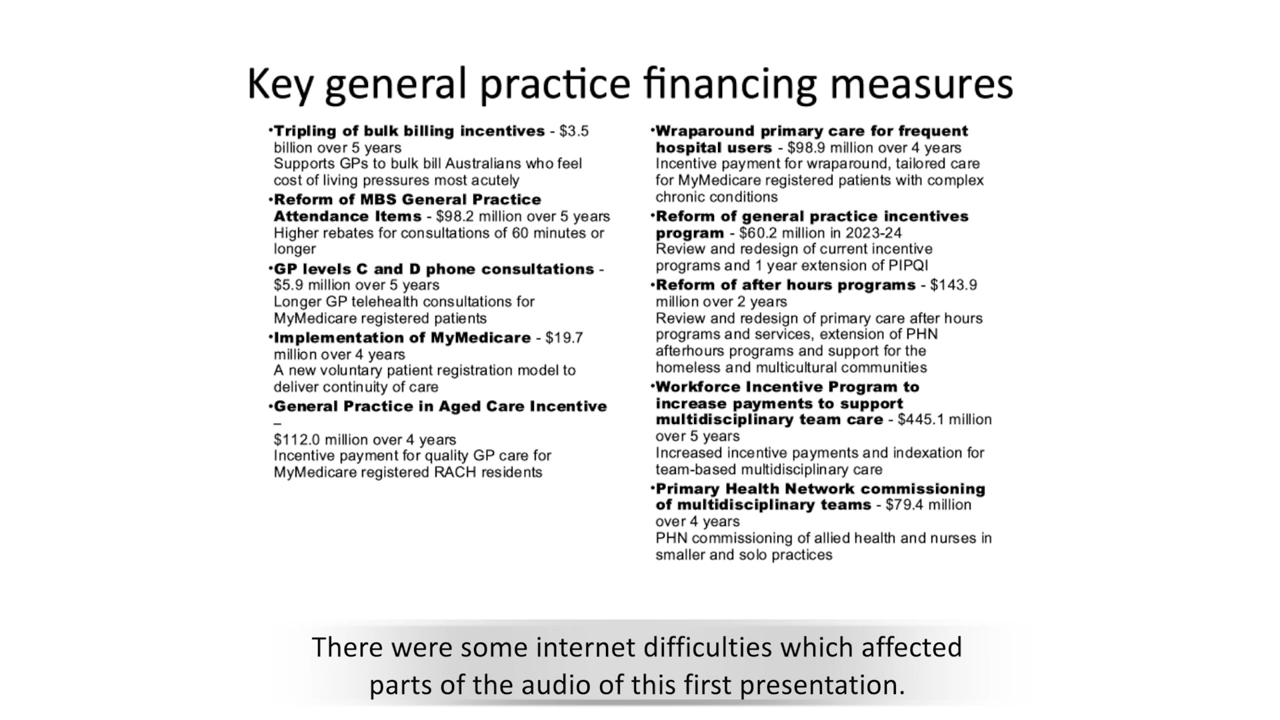 Key general practice financing measures
•Tripling of bulk billing incentives - $3.5
billion over 5 years
Supports GPs to bulk bill Australians who feel
cost of living pressures most acutely
•Reform of MBS General Practice
Attendance Items - $98.2 million over 5 years
Higher rebates for consultations of 60 minutes or
longer
•GP levels C and D phone consultations -
$5.9 million over 5 years
Longer GP telehealth consultations for
MyMedicare registered patients
•Implementation of MyMedicare - $19.7
million over 4 years
A new voluntary patient registration model to
deliver continuity of care
•General Practice in Aged Care Incentive
–
$112.0 million over 4 years
Incentive payment for quality GP care for
MyMedicare registered RACH residents
•Wraparound primary care for frequent
hospital users - $98.9 million over 4 years
Incentive payment for wraparound, tailored care
for MyMedicare registered patients with complex
chronic conditions
•Reform of general practice incentives
program - $60.2 million in 2023-24
Review and redesign of current incentive
programs and 1 year extension of PIPQI
•Reform of after hours programs - $143.9
million over 2 years
Review and redesign of primary care after hours
programs and services, extension of PHN
afterhours programs and support for the
homeless and multicultural communities
•Workforce Incentive Program to
increase payments to support
multidisciplinary team care - $445.1 million
over 5 years
Increased incentive payments and indexation for
team-based multidisciplinary care
•Primary Health Network commissioning
of multidisciplinary teams - $79.4 million
over 4 years
PHN commissioning of allied health and nurses in
smaller and solo practices
There were some internet difficulties which affected
parts of the audio of this first presentation.